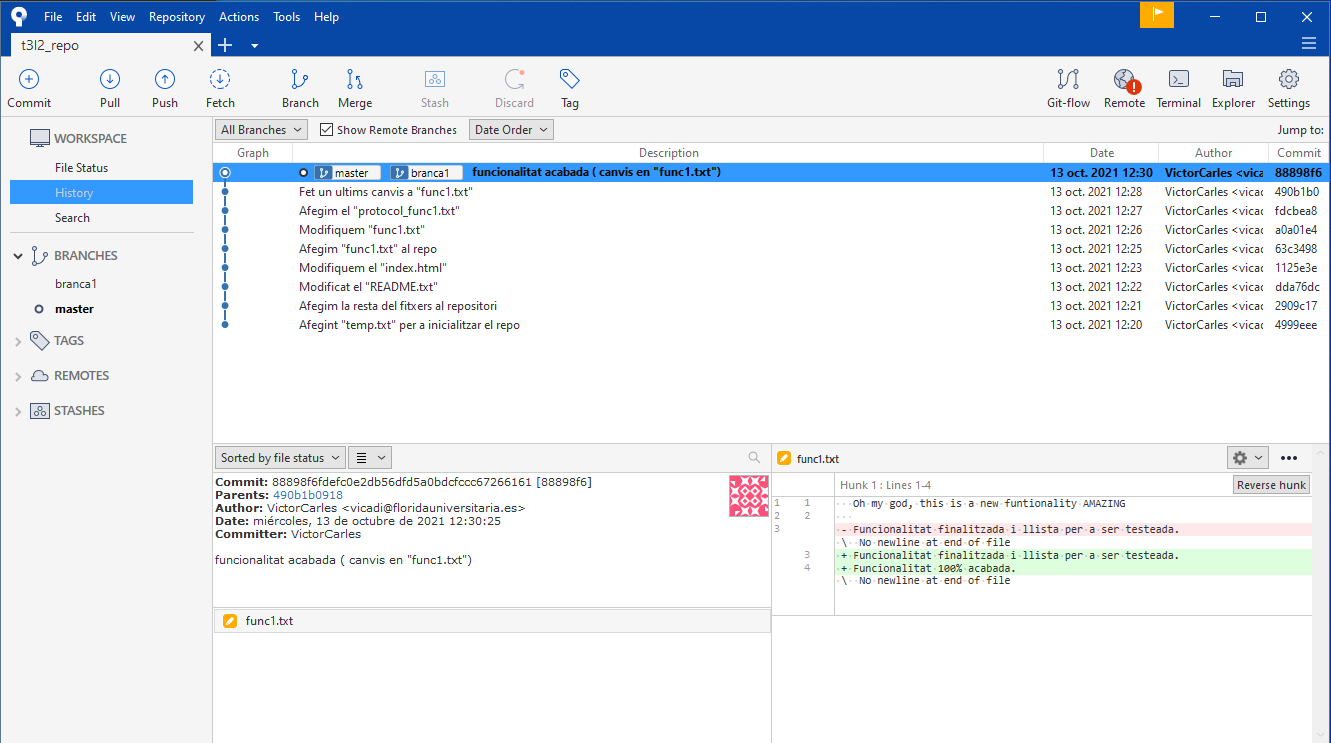 File Edit View Repository Actions Tools Help
t3l2_repo
Commit Pull Push Fetch Branch Merge Stash Discard Tag Git-flow Remote Terminal Explorer Settings
WORKSPACE
File Status
History
Search
BRANCHES
branca1
master
TAGS
REMOTES
STASHES
All Branches Show Remote Branches Date Order Jump to:
Graph Description Date Author Commit
master branca1 funcionalitat acabada ( canvis en "func1.txt") 13 oct. 2021 12:30 VictorCarles <vica 88898f6
Fet un ultims canvis a "func1.txt" 13 oct. 2021 12:28 VictorCarles <vicac 490b1b0
Afegim el "protocol_func1.txt" 13 oct. 2021 12:27 VictorCarles <vicac fdcbea8
Modifiquem "func1.txt" 13 oct. 2021 12:26 VictorCarles <vicac a0a01e4
Afegim "func1.txt" al repo 13 oct. 2021 12:25 VictorCarles <vicac 63c3498
Modifiquem el "index.html" 13 oct. 2021 12:23 VictorCarles <vicac 1125e3e
Modificat el "README.txt" 13 oct. 2021 12:22 VictorCarles <vicac dda76dc
Afegim la resta del fitxers al repositori 13 oct. 2021 12:21 VictorCarles <vicac 2909c17
Afegint "temp.txt" per a inicialitzar el repo 13 oct. 2021 12:20 VictorCarles <vicac 4999eee
Sorted by file status
Commit: 88898f6fdefc0e2db56dfd5a0bdcfccc67266161 [88898f6]
Parents: 490b1b0918
Author: VictorCarles <vicadi@floridauniversitaria.es>
Date: miércoles, 13 de octubre de 2021 12:30:25
Committer: VictorCarles
funcionalitat acabada ( canvis en "func1.txt")
func1.txt
func1.txt
Hunk 1 : Lines 1-4 Reverse hunk
1 1 Oh my god, this is a new funtionality AMAZING
2 2
3 - Funcionalitat finalitzada i llista per a ser testeada.
\ No newline at end of file
3 + Funcionalitat finalitzada i llista per a ser testeada.
4 + Funcionalitat 100% acabada.
\ No newline at end of file